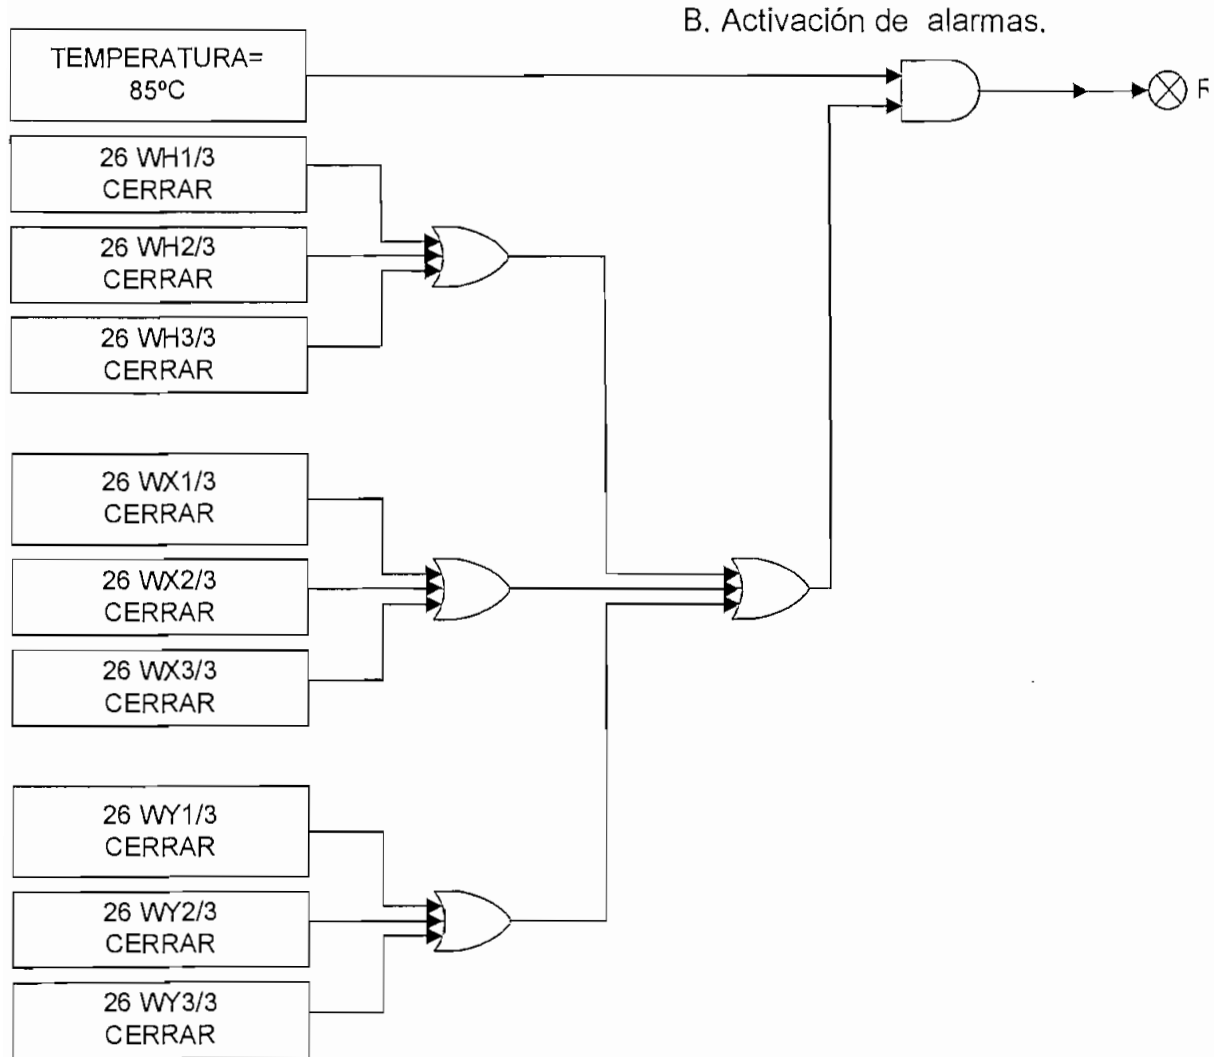 B. Activación de alarmas.
TEMPERATURA=
85ºC
26 WH1/3
CERRAR
26 WH2/3
CERRAR
26 WH3/3
CERRAR
26 WX1/3
CERRAR
26 WX2/3
CERRAR
26 WX3/3
CERRAR
26 WY1/3
CERRAR
26 WY2/3
CERRAR
26 WY3/3
CERRAR